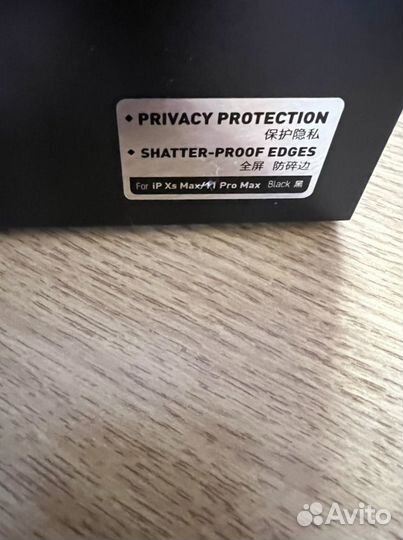 • PRIVACY PROTECTION
保护隐私
• SHATTER-PROOF EDGES
全屏 防碎边
For iP Xs Max/11 Pro Max Black 黑
Avito